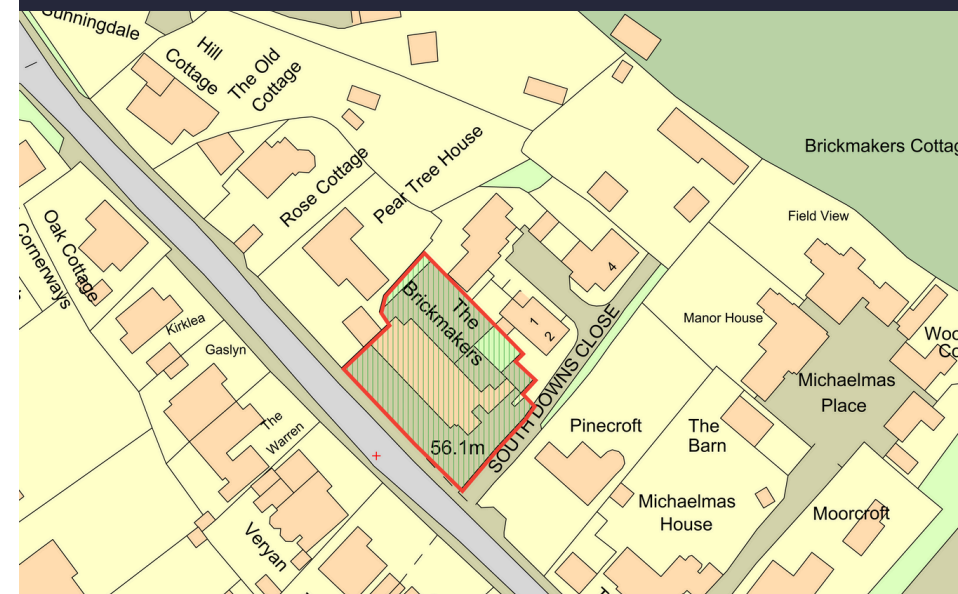 Sunningdale
Hill
Cottage
The Old
Cottage
Rose Cottage
Pear Tree House
Brickmakers
Field View
Oak Cottage
Cornerways
Kirklea
Gaslyn
The
Warren
Veryan
The
Brickmakers
56.1m
1
2
4
SOUTH DOWNS CLOSE
Manor House
Michaelmas
Place
Pinecroft
The
Barn
Michaelmas
House
Moorcroft